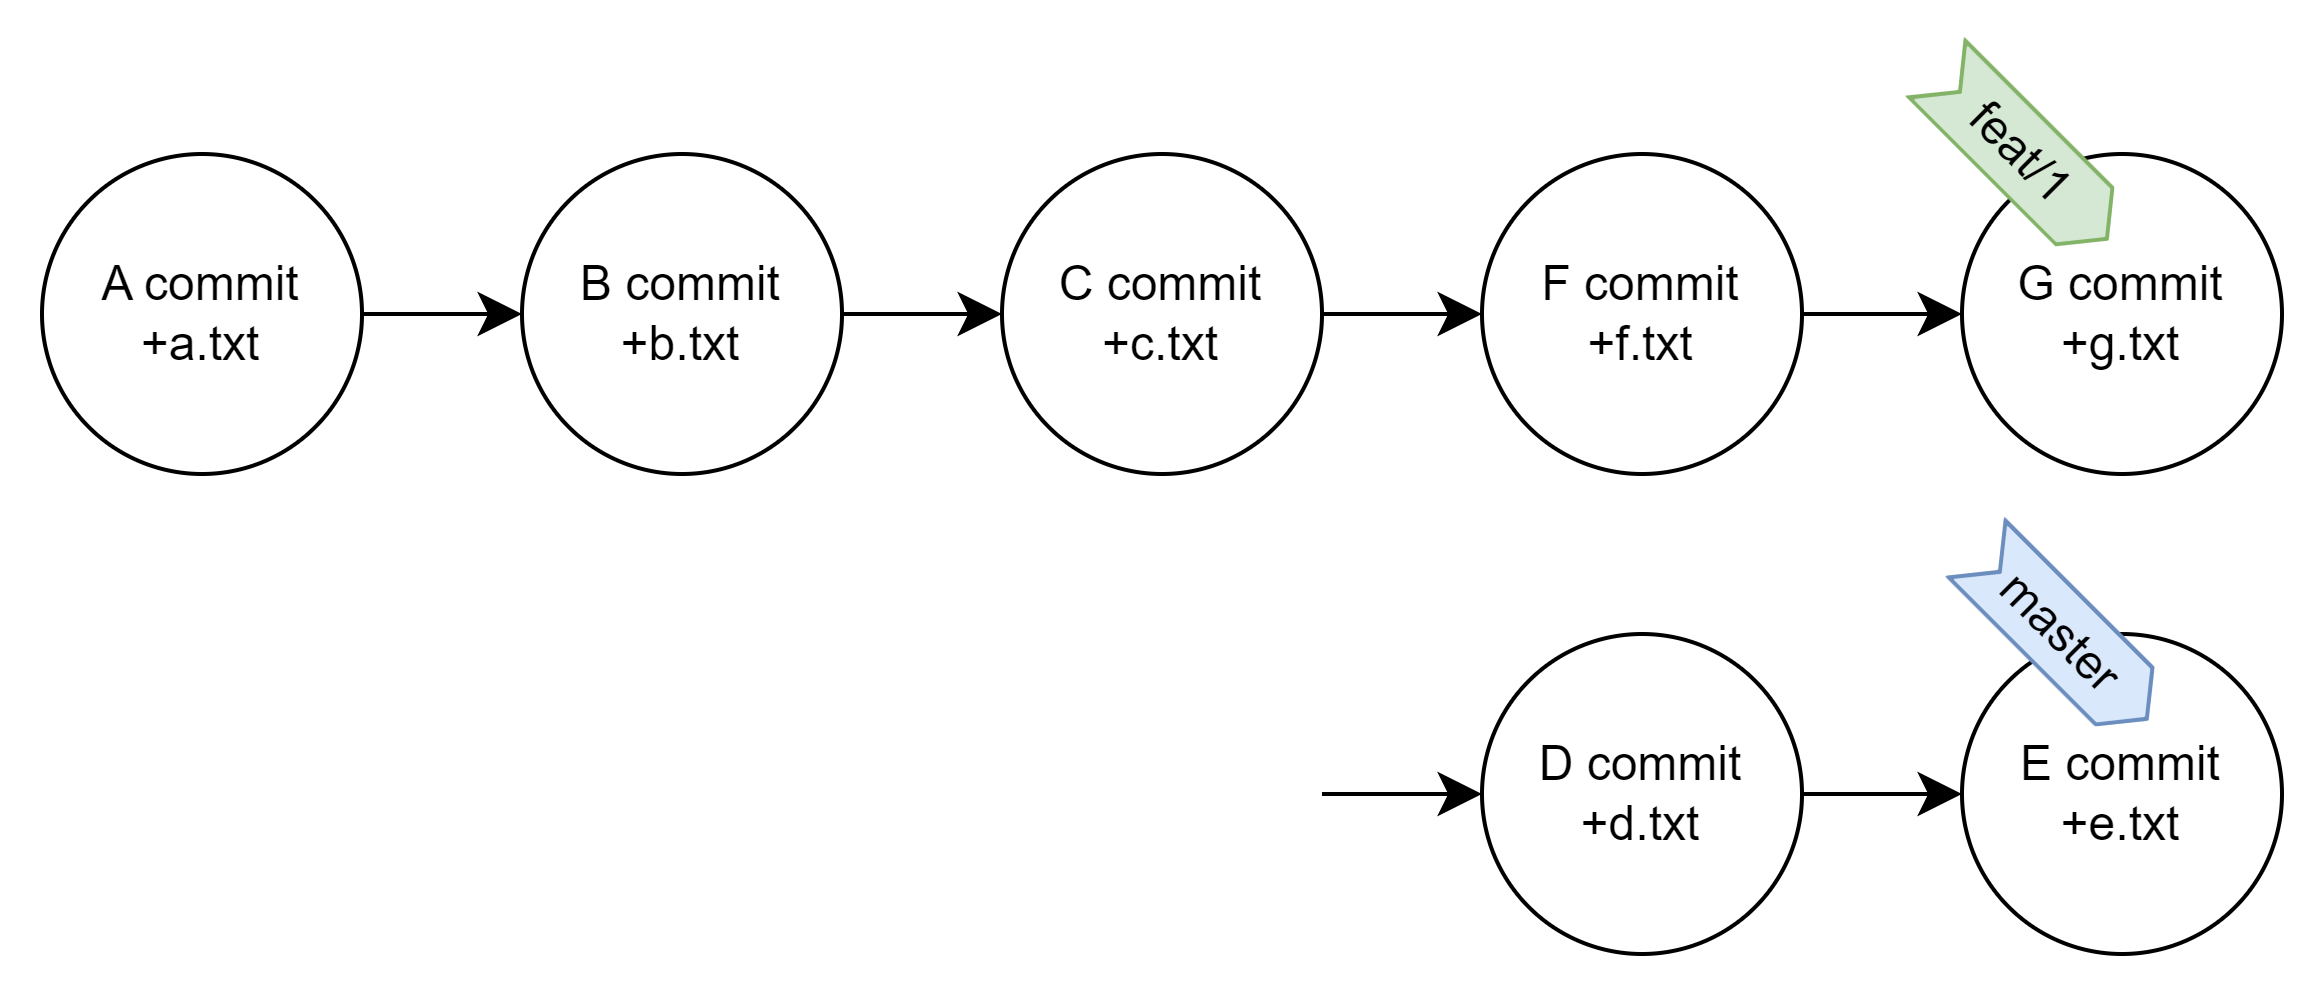 feat/1
A commit
+a.txt
B commit
+b.txt
C commit
+c.txt
F commit
+f.txt
G commit
+g.txt
master
D commit
+d.txt
E commit
+e.txt